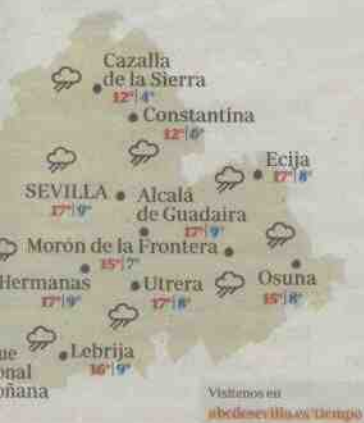 Cazalla
de la Sierra
12°|4°
Constantina
12°|6°
Ecija
17°|8°
SEVILLA
17°|9°
Alcalá
de Guadaira
17°|9°
Morón de la Frontera
15°|7°
Hermanas
17°|9°
Utrera
17°|8°
Osuna
15°|8°
Lebrija
16°|9°
ue
onal
oñana
Visítenos en
abcdesevilla.es/tiempo